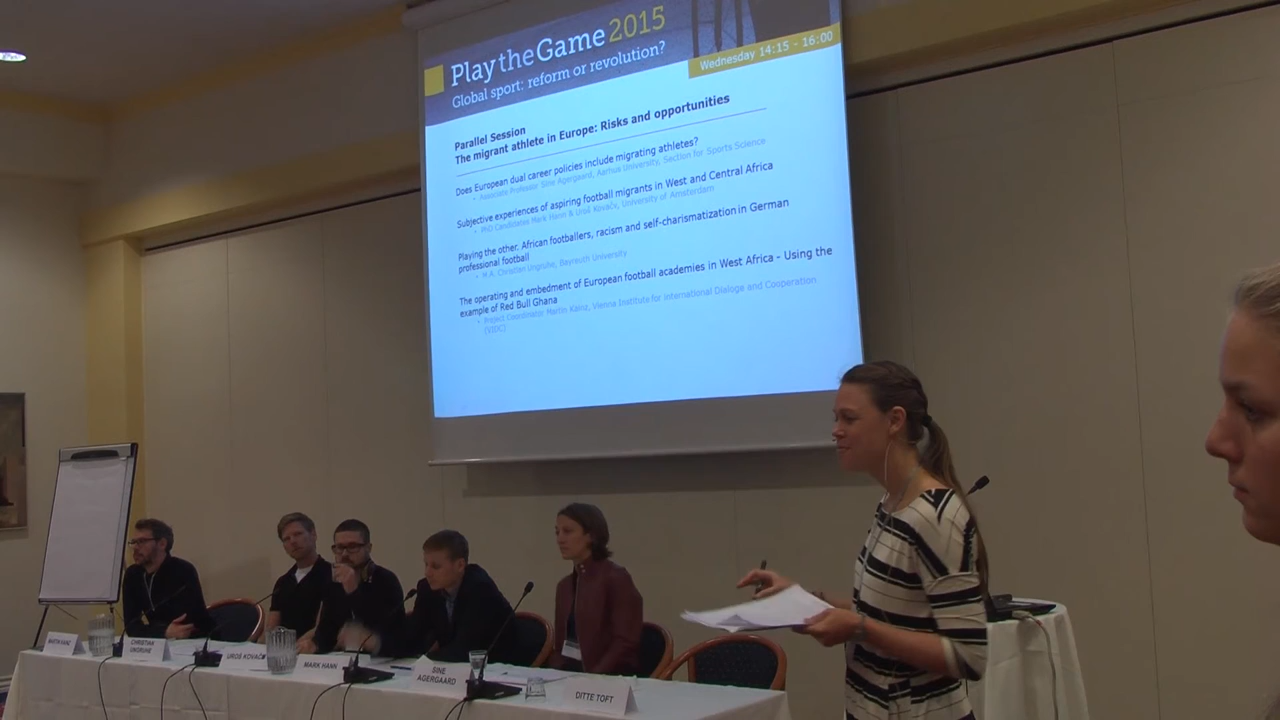 Play the Game 2015
Global sport: reform or revolution?
Wednesday 14:15 - 16:00
Parallel Session
The migrant athlete in Europe: Risks and opportunities
Does European dual career policies include migrating athletes?
• Associate Professor Sine Agergaard, Aarhus University, Section for Sports Science
Subjective experiences of aspiring football migrants in West and Central Africa
• PhD Candidates Mark Hann & Uroš Kovač, University of Amsterdam
Playing the other. African footballers, racism and self-charismatization in German
professional football
• M.A. Christian Ungruhe, Bayreuth University
The operating and embedment of European football academies in West Africa – Using the
example of Red Bull Ghana
• Project Coordinator Martin Kainz, Vienna Institute for International Dialoge and Cooperation
(VIDC)
MARTIN KAINZ
CHRISTIAN
UNGRUHE
UROŠ KOVAČ
MARK HANN
SINE
AGERGAARD
DITTE TOFT